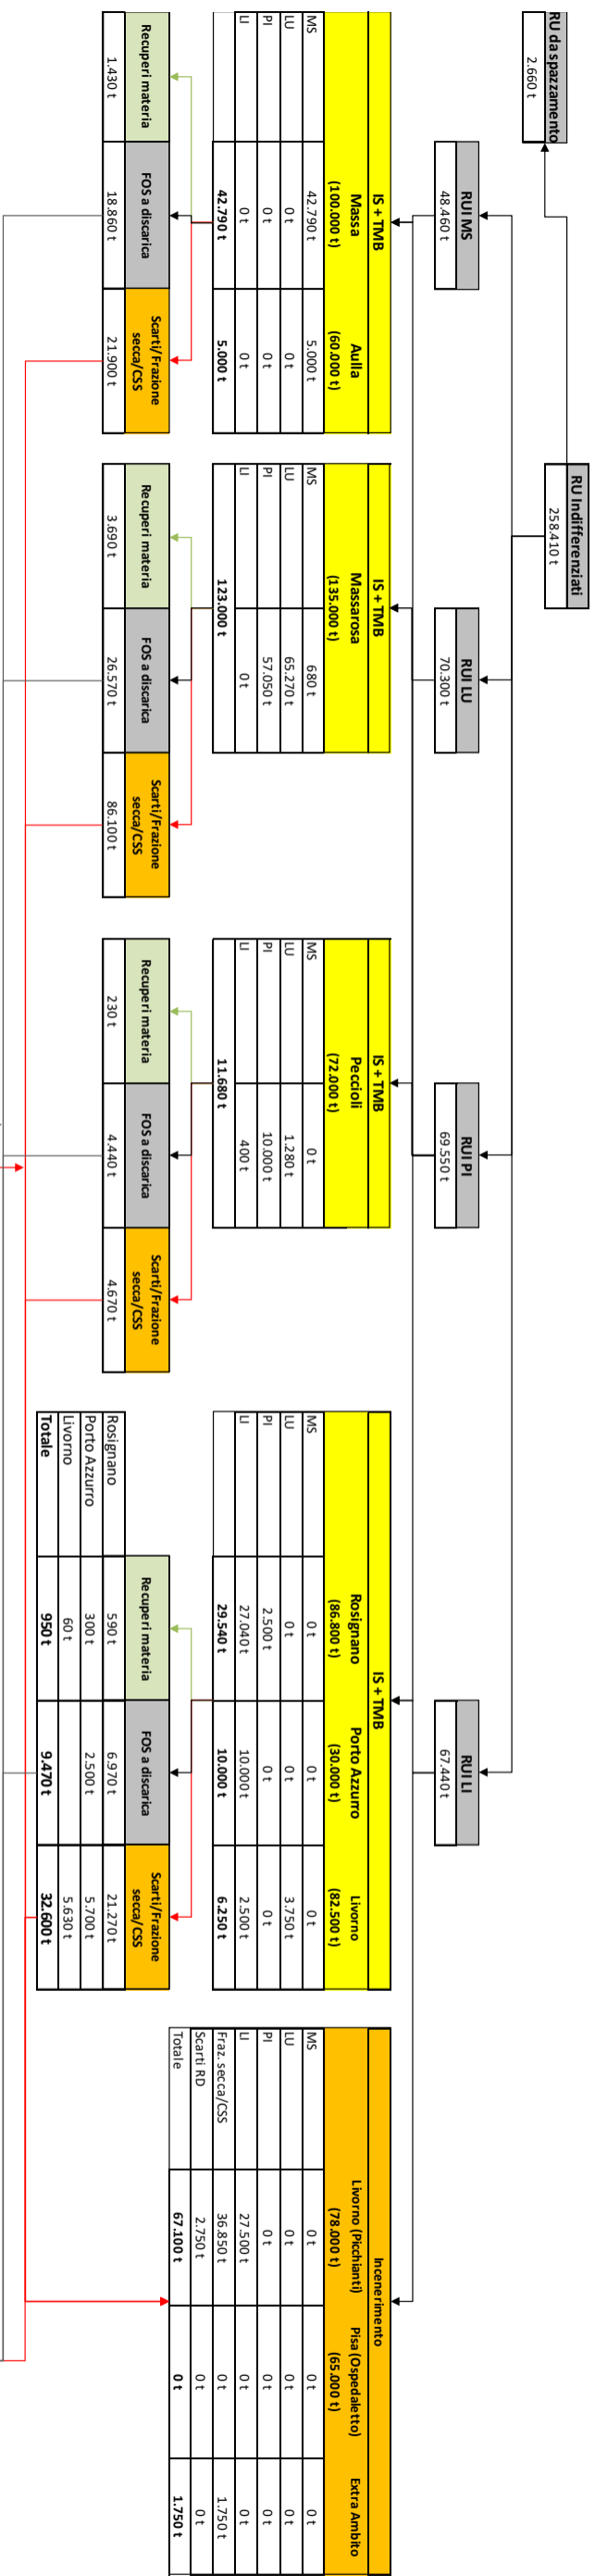 RU Indifferenziati
258.410 t
RU da spazzamento
2.660 t
RUI MS
48.460 t
RUI LU
70.300 t
RUI PI
69.550 t
RUI LI
67.440 t
IS + TMB
Massa Aulla
(100.000 t) (60.000 t)
MS 42.790 t 5.000 t
LU 0 t 0 t
PI 0 t 0 t
LI 0 t 0 t
42.790 t 5.000 t
IS + TMB
Massarosa
(135.000 t)
MS 680 t
LU 65.270 t
PI 57.050 t
LI 0 t
123.000 t
IS + TMB
Peccioli
(72.000 t)
MS 0 t
LU 1.280 t
PI 10.000 t
LI 400 t
11.680 t
IS + TMB
Rosignano Porto Azzurro Livorno
(86.800 t) (30.000 t) (82.500 t)
MS 0 t 0 t 0 t
LU 0 t 0 t 3.750 t
PI 2.500 t 0 t 0 t
LI 27.040 t 10.000 t 2.500 t
29.540 t 10.000 t 6.250 t
Incenerimento
Livorno (Picchianti) Pisa (Ospedaletto) Extra Ambito
(78.000 t) (65.000 t)
MS 0 t 0 t 0 t
LU 0 t 0 t 0 t
PI 0 t 0 t 0 t
LI 27.500 t 0 t 0 t
Fraz. secca/CSS 36.850 t 0 t 1.750 t
Scarti RD 2.750 t 0 t 0 t
Totale 67.100 t 0 t 1.750 t
Recuperi materia FOS a discarica Scarti/Frazione
secca/CSS
1.430 t 18.860 t 21.900 t
Recuperi materia FOS a discarica Scarti/Frazione
secca/CSS
3.690 t 26.570 t 86.100 t
Recuperi materia FOS a discarica Scarti/Frazione
secca/CSS
230 t 4.440 t 4.670 t
Recuperi materia FOS a discarica Scarti/Frazione
secca/CSS
Rosignano 590 t 6.970 t 21.270 t
Porto Azzurro 300 t 2.500 t 5.700 t
Livorno 60 t 5.630 t
Totale 950 t 9.470 t 32.600 t